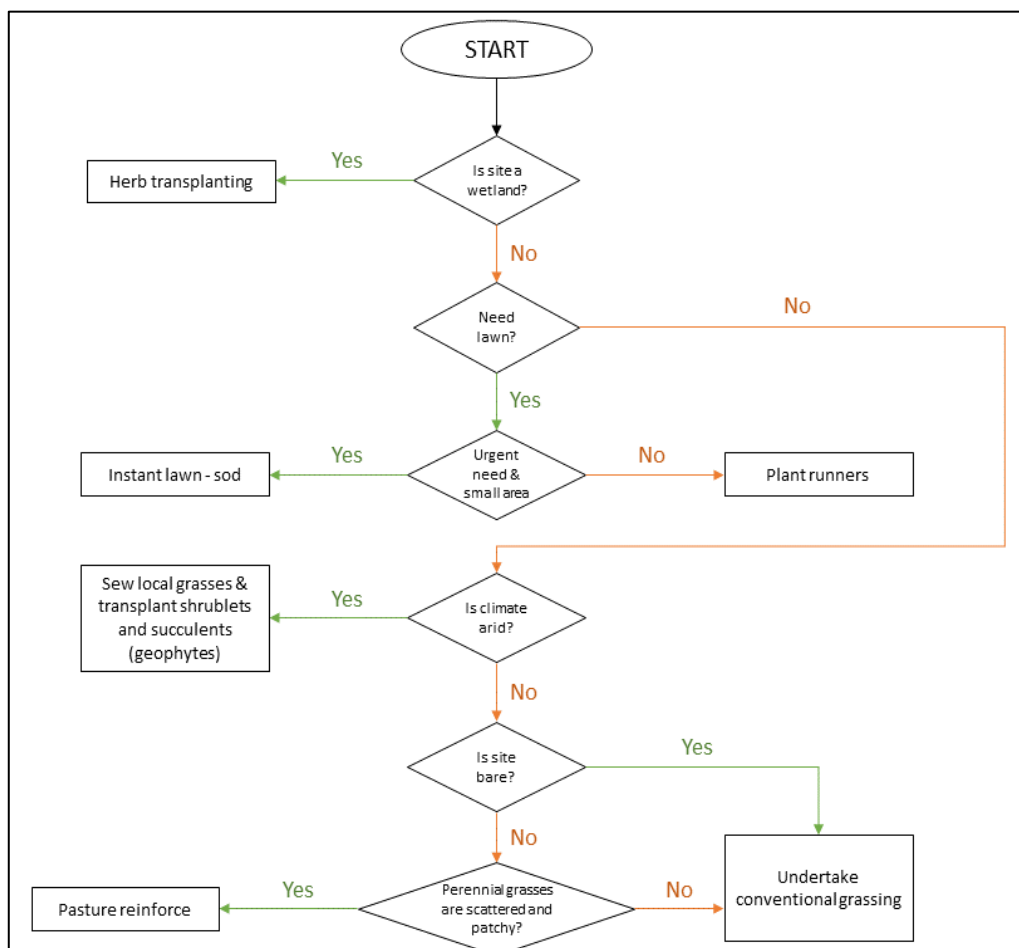 START
Yes
Is site a
wetland?
Herb transplanting
No
Need
lawn?
No
Yes
Yes
Urgent
need &
small area
No
Instant lawn - sod
Plant runners
Sew local grasses &
transplant shrublets
and succulents
(geophytes)
Yes
Is climate
arid?
No
Is site
bare?
Yes
No
Yes
Perennial grasses
are scattered and
patchy?
No
Pasture reinforce
Undertake
conventional grassing